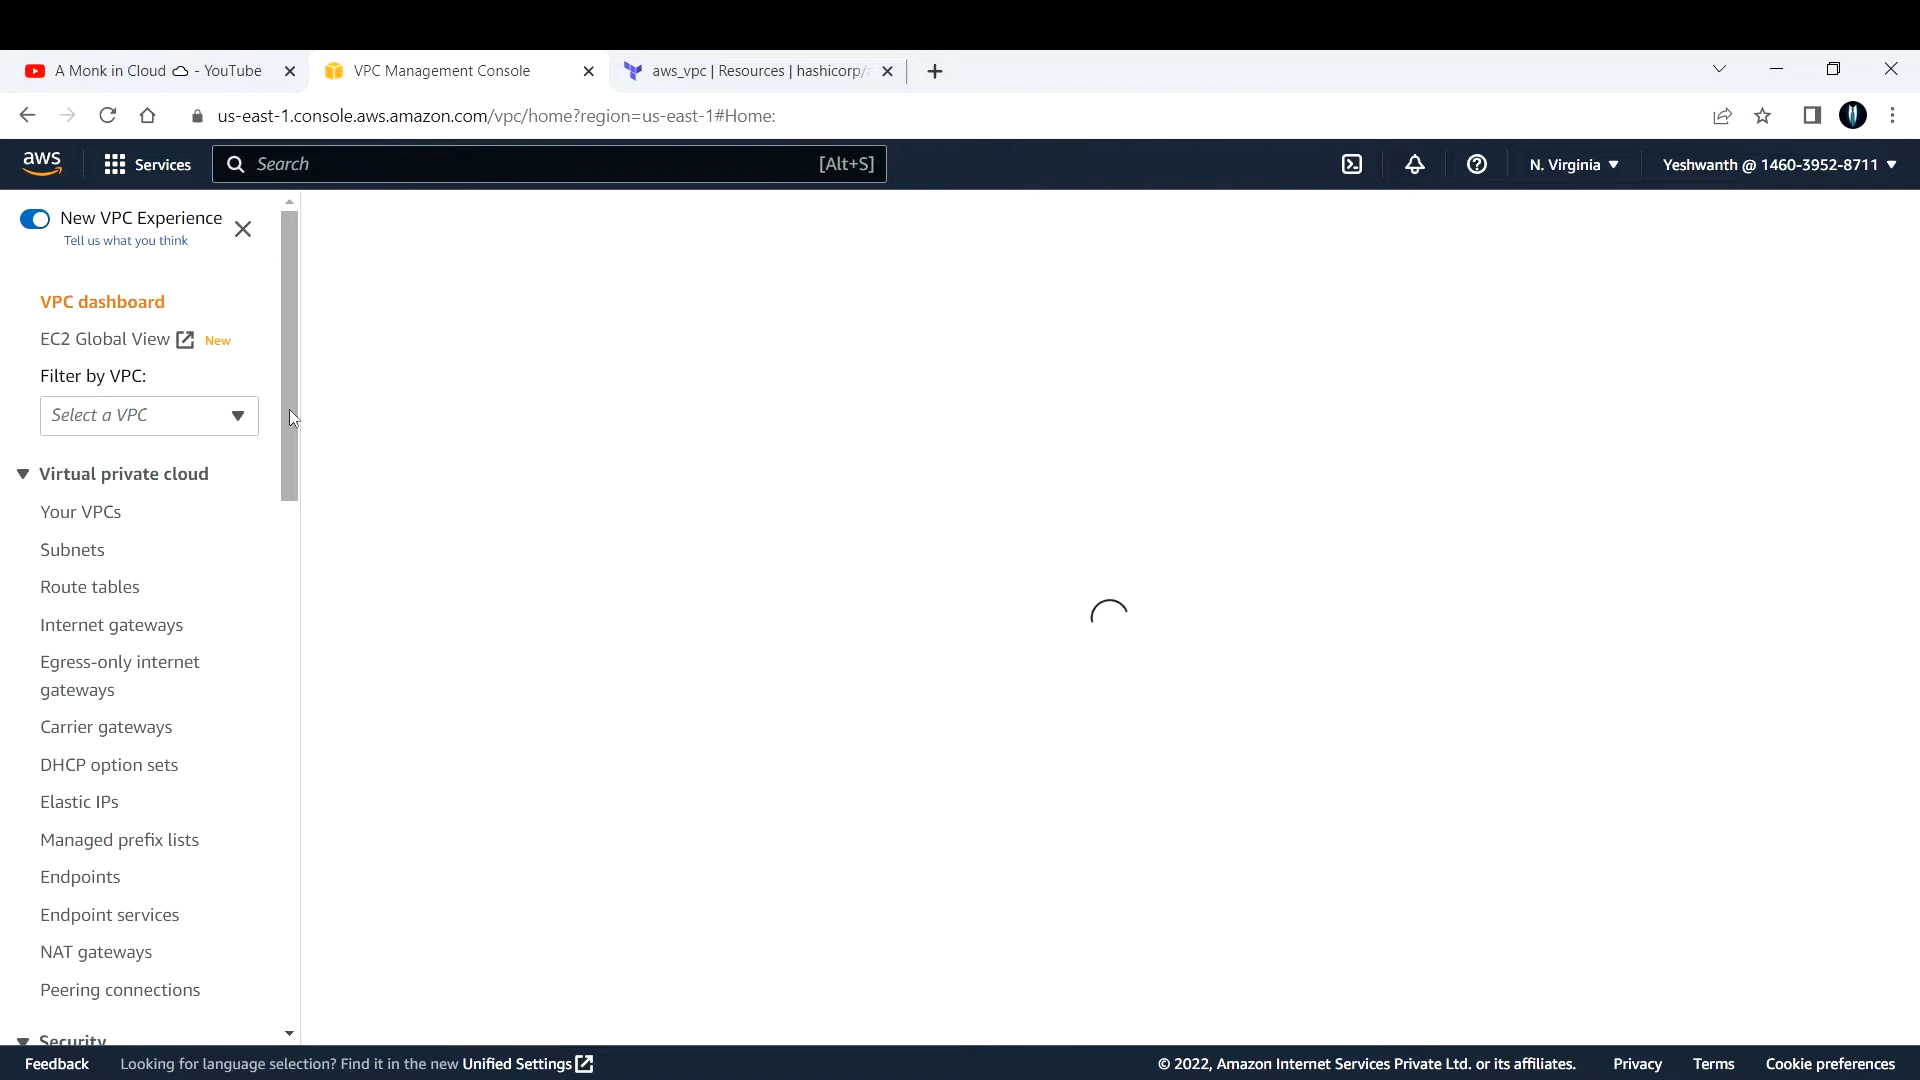 A Monk in Cloud - YouTube
VPC Management Console
aws_vpc | Resources | hashicorp/
us-east-1.console.aws.amazon.com/vpc/home?region=us-east-1#Home:
aws
Services
Search
[Alt+S]
N. Virginia
Yeshwanth @ 1460-3952-8711
New VPC Experience
Tell us what you think
VPC dashboard
EC2 Global View New
Filter by VPC:
Select a VPC
Virtual private cloud
Your VPCs
Subnets
Route tables
Internet gateways
Egress-only internet
gateways
Carrier gateways
DHCP option sets
Elastic IPs
Managed prefix lists
Endpoints
Endpoint services
NAT gateways
Peering connections
Security
Feedback
Looking for language selection? Find it in the new Unified Settings
© 2022, Amazon Internet Services Private Ltd. or its affiliates.
Privacy
Terms
Cookie preferences